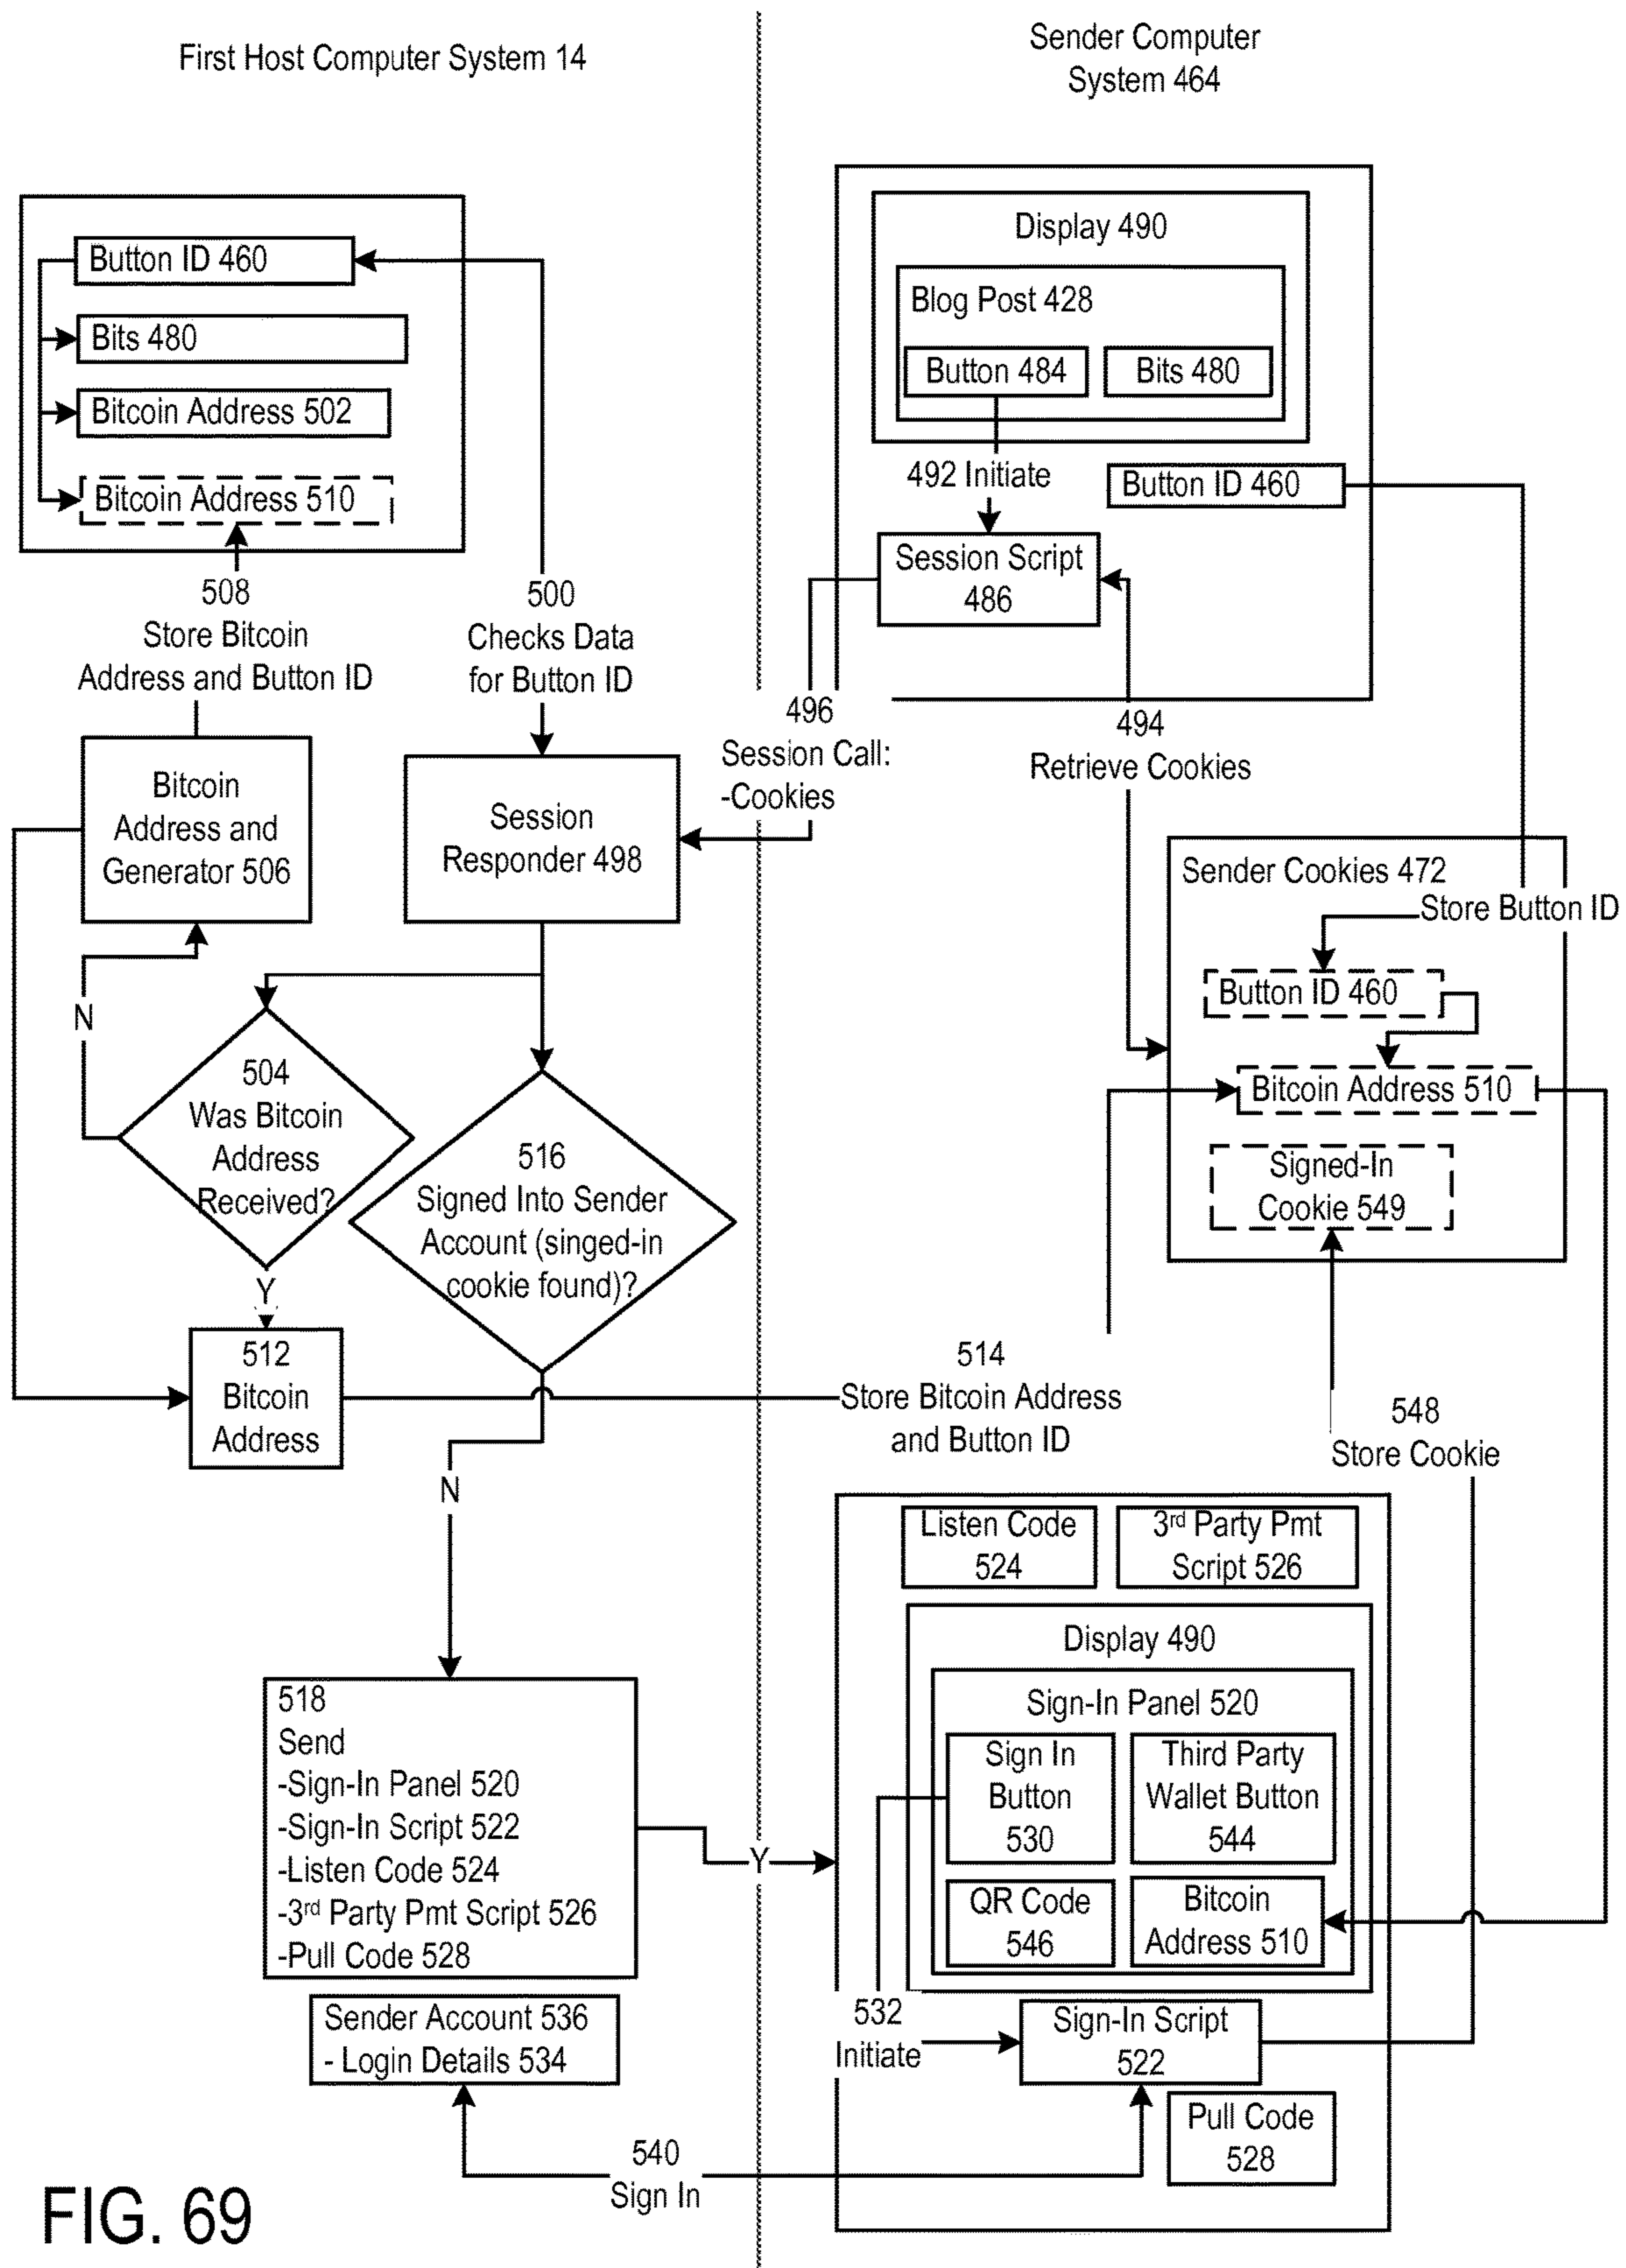 First Host Computer System 14
Sender Computer
System 464
Button ID 460
Bits 480
Bitcoin Address 502
Bitcoin Address 510
508
Store Bitcoin
Address and Button ID
500
Checks Data
for Button ID
Display 490
Blog Post 428
Button 484
Bits 480
492 Initiate
Button ID 460
Session Script
486
496
Session Call:
-Cookies
494
Retrieve Cookies
Bitcoin
Address and
Generator 506
Session
Responder 498
Sender Cookies 472
Store Button ID
Button ID 460
Bitcoin Address 510
Signed-In
Cookie 549
N
504
Was Bitcoin
Address
Received?
Y
516
Signed Into Sender
Account (singed-in
cookie found)?
512
Bitcoin
Address
514
Store Bitcoin Address
and Button ID
548
Store Cookie
N
518
Send
-Sign-In Panel 520
-Sign-In Script 522
-Listen Code 524
-3rd Party Pmt Script 526
-Pull Code 528
Y
Listen Code
524
3rd Party Pmt
Script 526
Display 490
Sign-In Panel 520
Sign In
Button
530
Third Party
Wallet Button
544
QR Code
546
Bitcoin
Address 510
532
Initiate
Sign-In Script
522
Pull Code
528
Sender Account 536
- Login Details 534
540
Sign In
FIG. 69